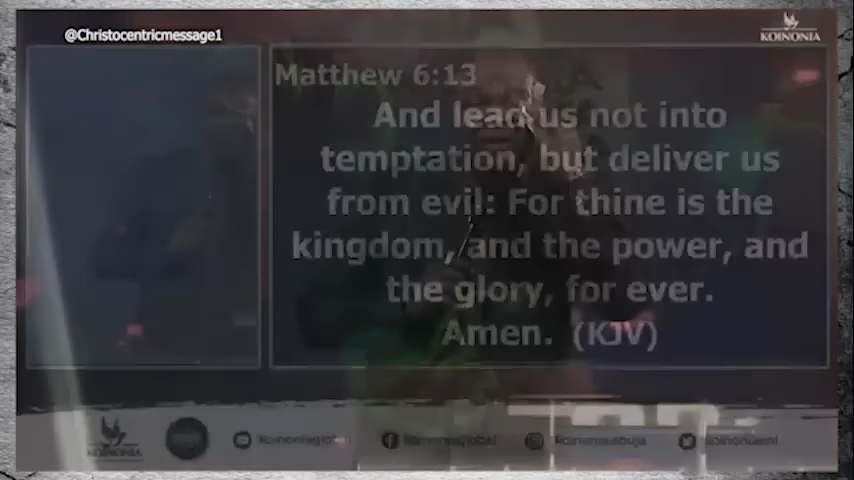 @Christocentricmessage1
KOINONIA
Matthew 6:13
And lead us not into
temptation, but deliver us
from evil: For thine is the
kingdom, and the power, and
the glory, for ever.
Amen. (KJV)
KOINONIA